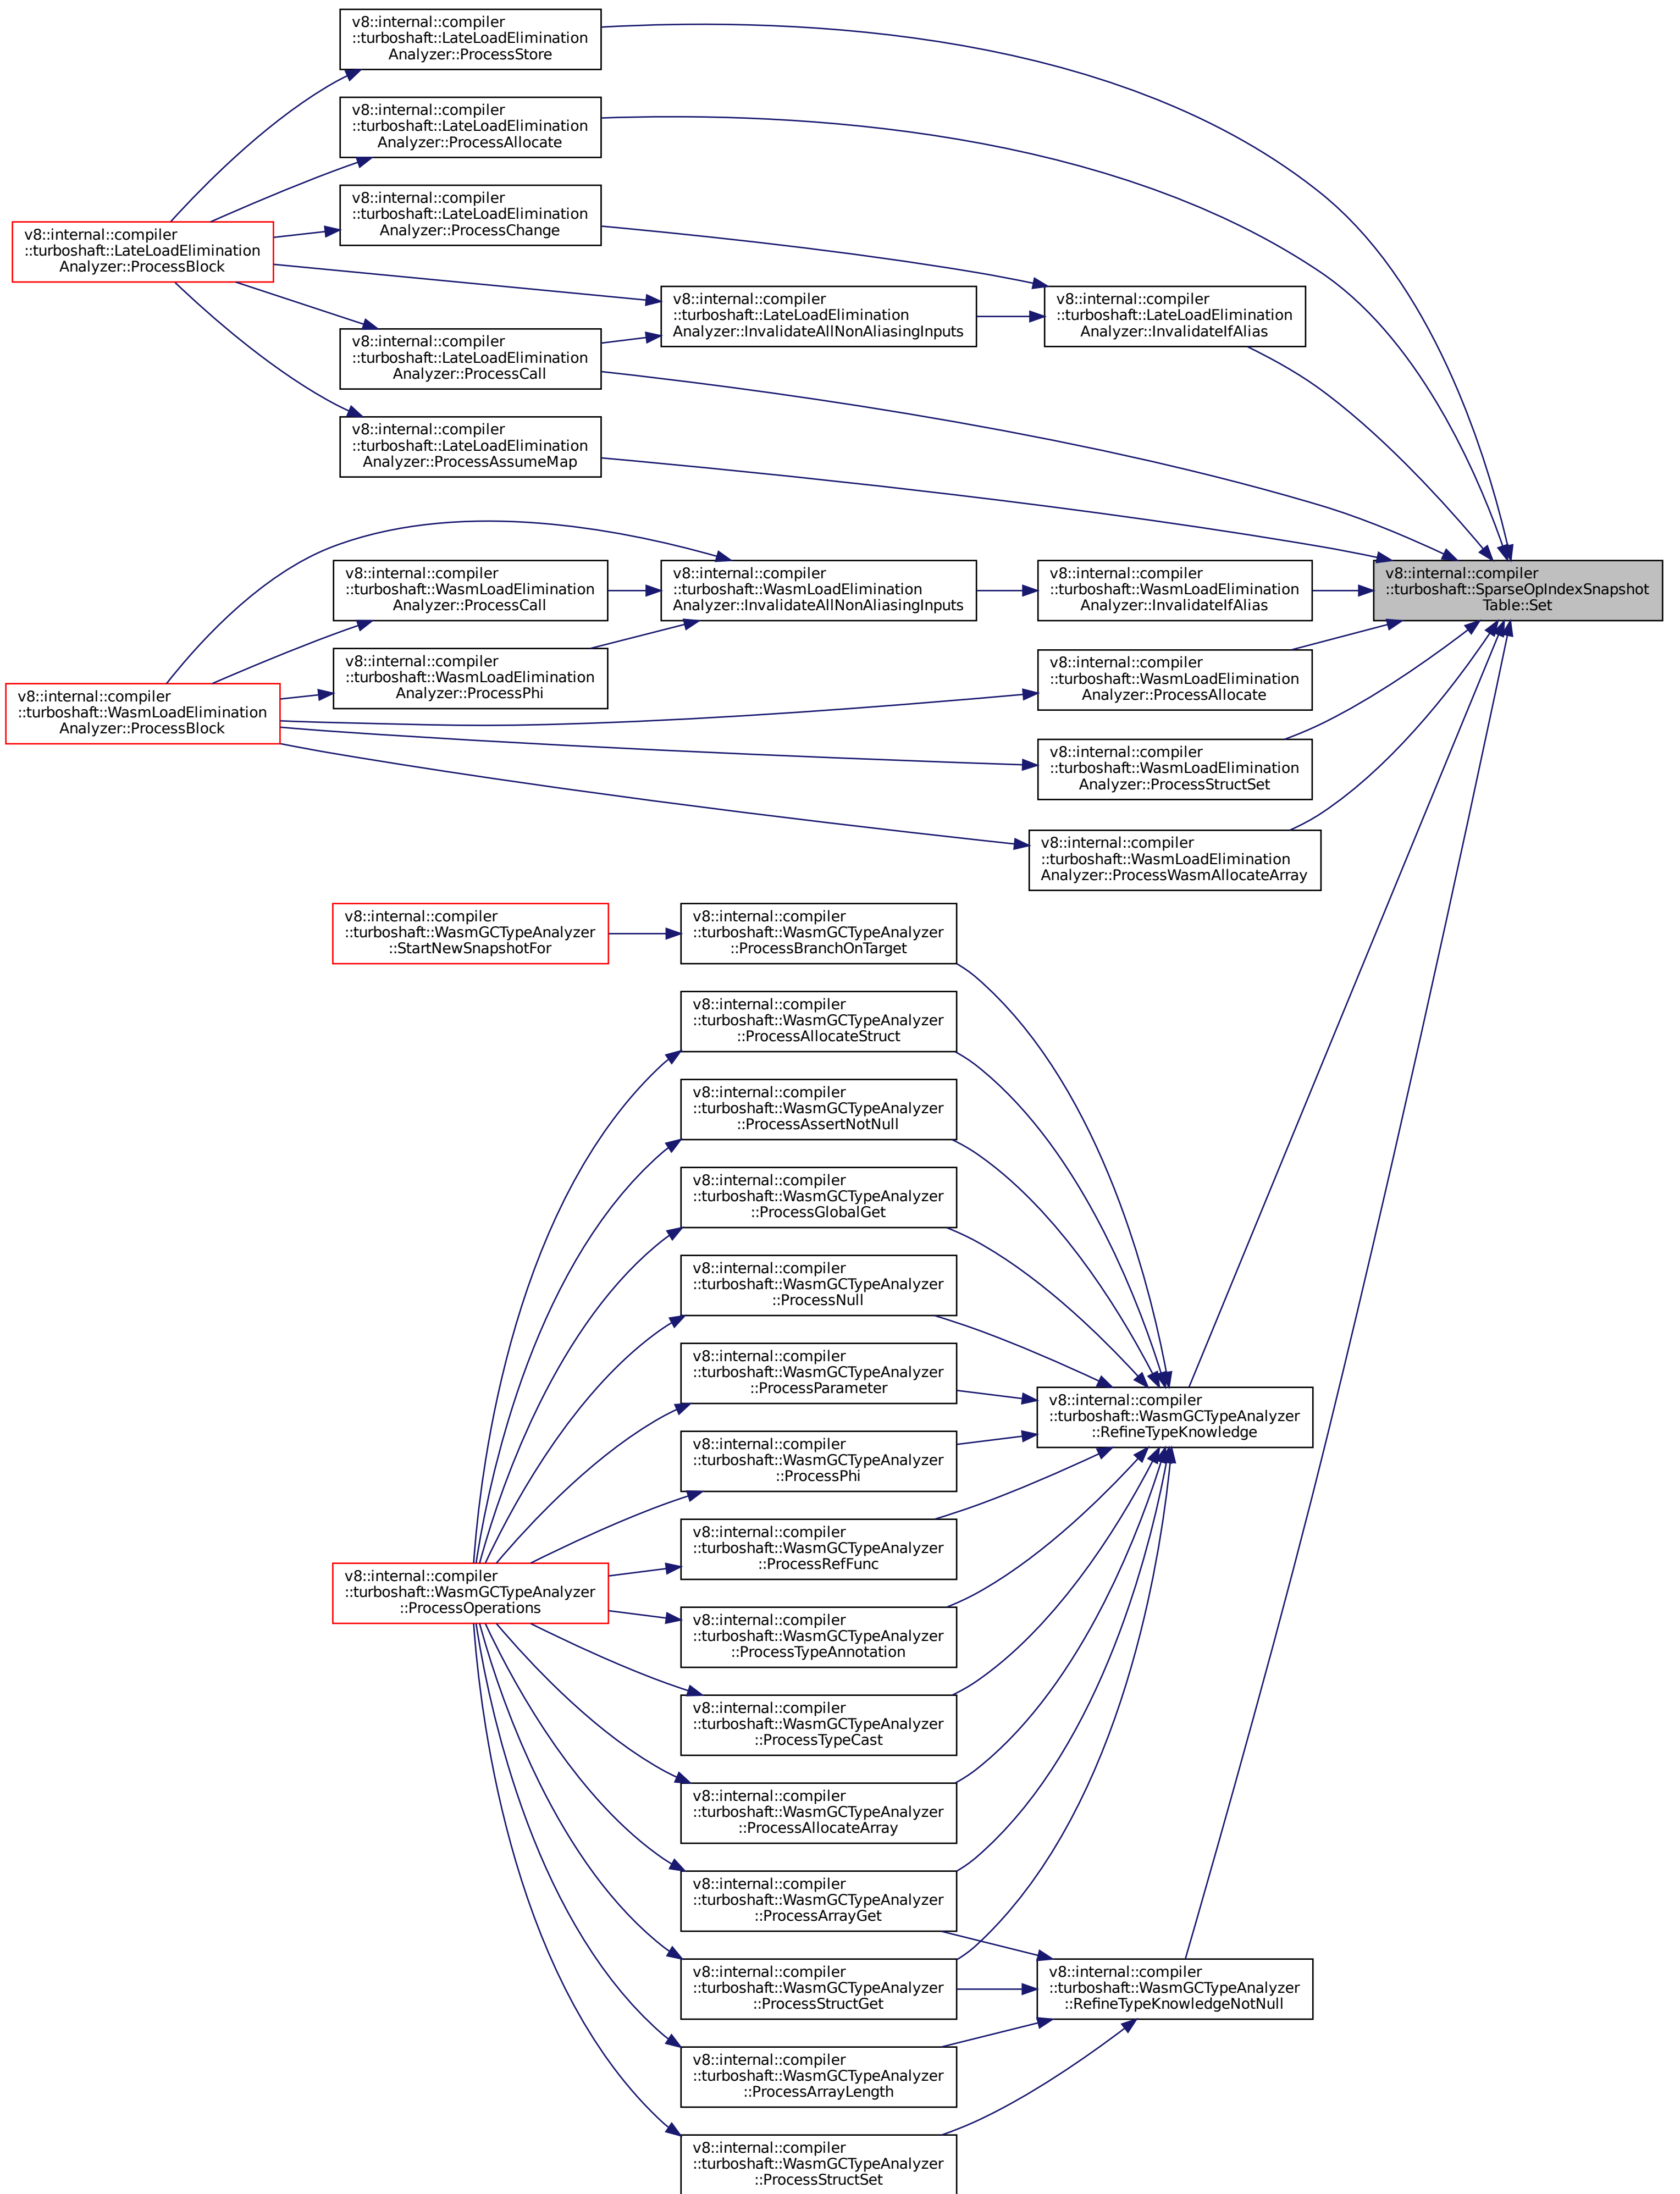 v8::internal::compiler
::turboshaft::LateLoadElimination
Analyzer::ProcessStore
v8::internal::compiler
::turboshaft::LateLoadElimination
Analyzer::ProcessAllocate
v8::internal::compiler
::turboshaft::LateLoadElimination
Analyzer::ProcessChange
v8::internal::compiler
::turboshaft::LateLoadElimination
Analyzer::ProcessBlock
v8::internal::compiler
::turboshaft::LateLoadElimination
Analyzer::InvalidateAllNonAliasingInputs
v8::internal::compiler
::turboshaft::LateLoadElimination
Analyzer::InvalidateIfAlias
v8::internal::compiler
::turboshaft::LateLoadElimination
Analyzer::ProcessCall
v8::internal::compiler
::turboshaft::LateLoadElimination
Analyzer::ProcessAssumeMap
v8::internal::compiler
::turboshaft::WasmLoadElimination
Analyzer::ProcessCall
v8::internal::compiler
::turboshaft::WasmLoadElimination
Analyzer::InvalidateAllNonAliasingInputs
v8::internal::compiler
::turboshaft::WasmLoadElimination
Analyzer::InvalidateIfAlias
v8::internal::compiler
::turboshaft::SparseOpIndexSnapshot
Table::Set
v8::internal::compiler
::turboshaft::WasmLoadElimination
Analyzer::ProcessPhi
v8::internal::compiler
::turboshaft::WasmLoadElimination
Analyzer::ProcessAllocate
v8::internal::compiler
::turboshaft::WasmLoadElimination
Analyzer::ProcessBlock
v8::internal::compiler
::turboshaft::WasmLoadElimination
Analyzer::ProcessStructSet
v8::internal::compiler
::turboshaft::WasmLoadElimination
Analyzer::ProcessWasmAllocateArray
v8::internal::compiler
::turboshaft::WasmGCTypeAnalyzer
::StartNewSnapshotFor
v8::internal::compiler
::turboshaft::WasmGCTypeAnalyzer
::ProcessBranchOnTarget
v8::internal::compiler
::turboshaft::WasmGCTypeAnalyzer
::ProcessAllocateStruct
v8::internal::compiler
::turboshaft::WasmGCTypeAnalyzer
::ProcessAssertNotNull
v8::internal::compiler
::turboshaft::WasmGCTypeAnalyzer
::ProcessGlobalGet
v8::internal::compiler
::turboshaft::WasmGCTypeAnalyzer
::ProcessNull
v8::internal::compiler
::turboshaft::WasmGCTypeAnalyzer
::ProcessParameter
v8::internal::compiler
::turboshaft::WasmGCTypeAnalyzer
::RefineTypeKnowledge
v8::internal::compiler
::turboshaft::WasmGCTypeAnalyzer
::ProcessPhi
v8::internal::compiler
::turboshaft::WasmGCTypeAnalyzer
::ProcessRefFunc
v8::internal::compiler
::turboshaft::WasmGCTypeAnalyzer
::ProcessOperations
v8::internal::compiler
::turboshaft::WasmGCTypeAnalyzer
::ProcessTypeAnnotation
v8::internal::compiler
::turboshaft::WasmGCTypeAnalyzer
::ProcessTypeCast
v8::internal::compiler
::turboshaft::WasmGCTypeAnalyzer
::ProcessAllocateArray
v8::internal::compiler
::turboshaft::WasmGCTypeAnalyzer
::ProcessArrayGet
v8::internal::compiler
::turboshaft::WasmGCTypeAnalyzer
::ProcessStructGet
v8::internal::compiler
::turboshaft::WasmGCTypeAnalyzer
::RefineTypeKnowledgeNotNull
v8::internal::compiler
::turboshaft::WasmGCTypeAnalyzer
::ProcessArrayLength
v8::internal::compiler
::turboshaft::WasmGCTypeAnalyzer
::ProcessStructSet